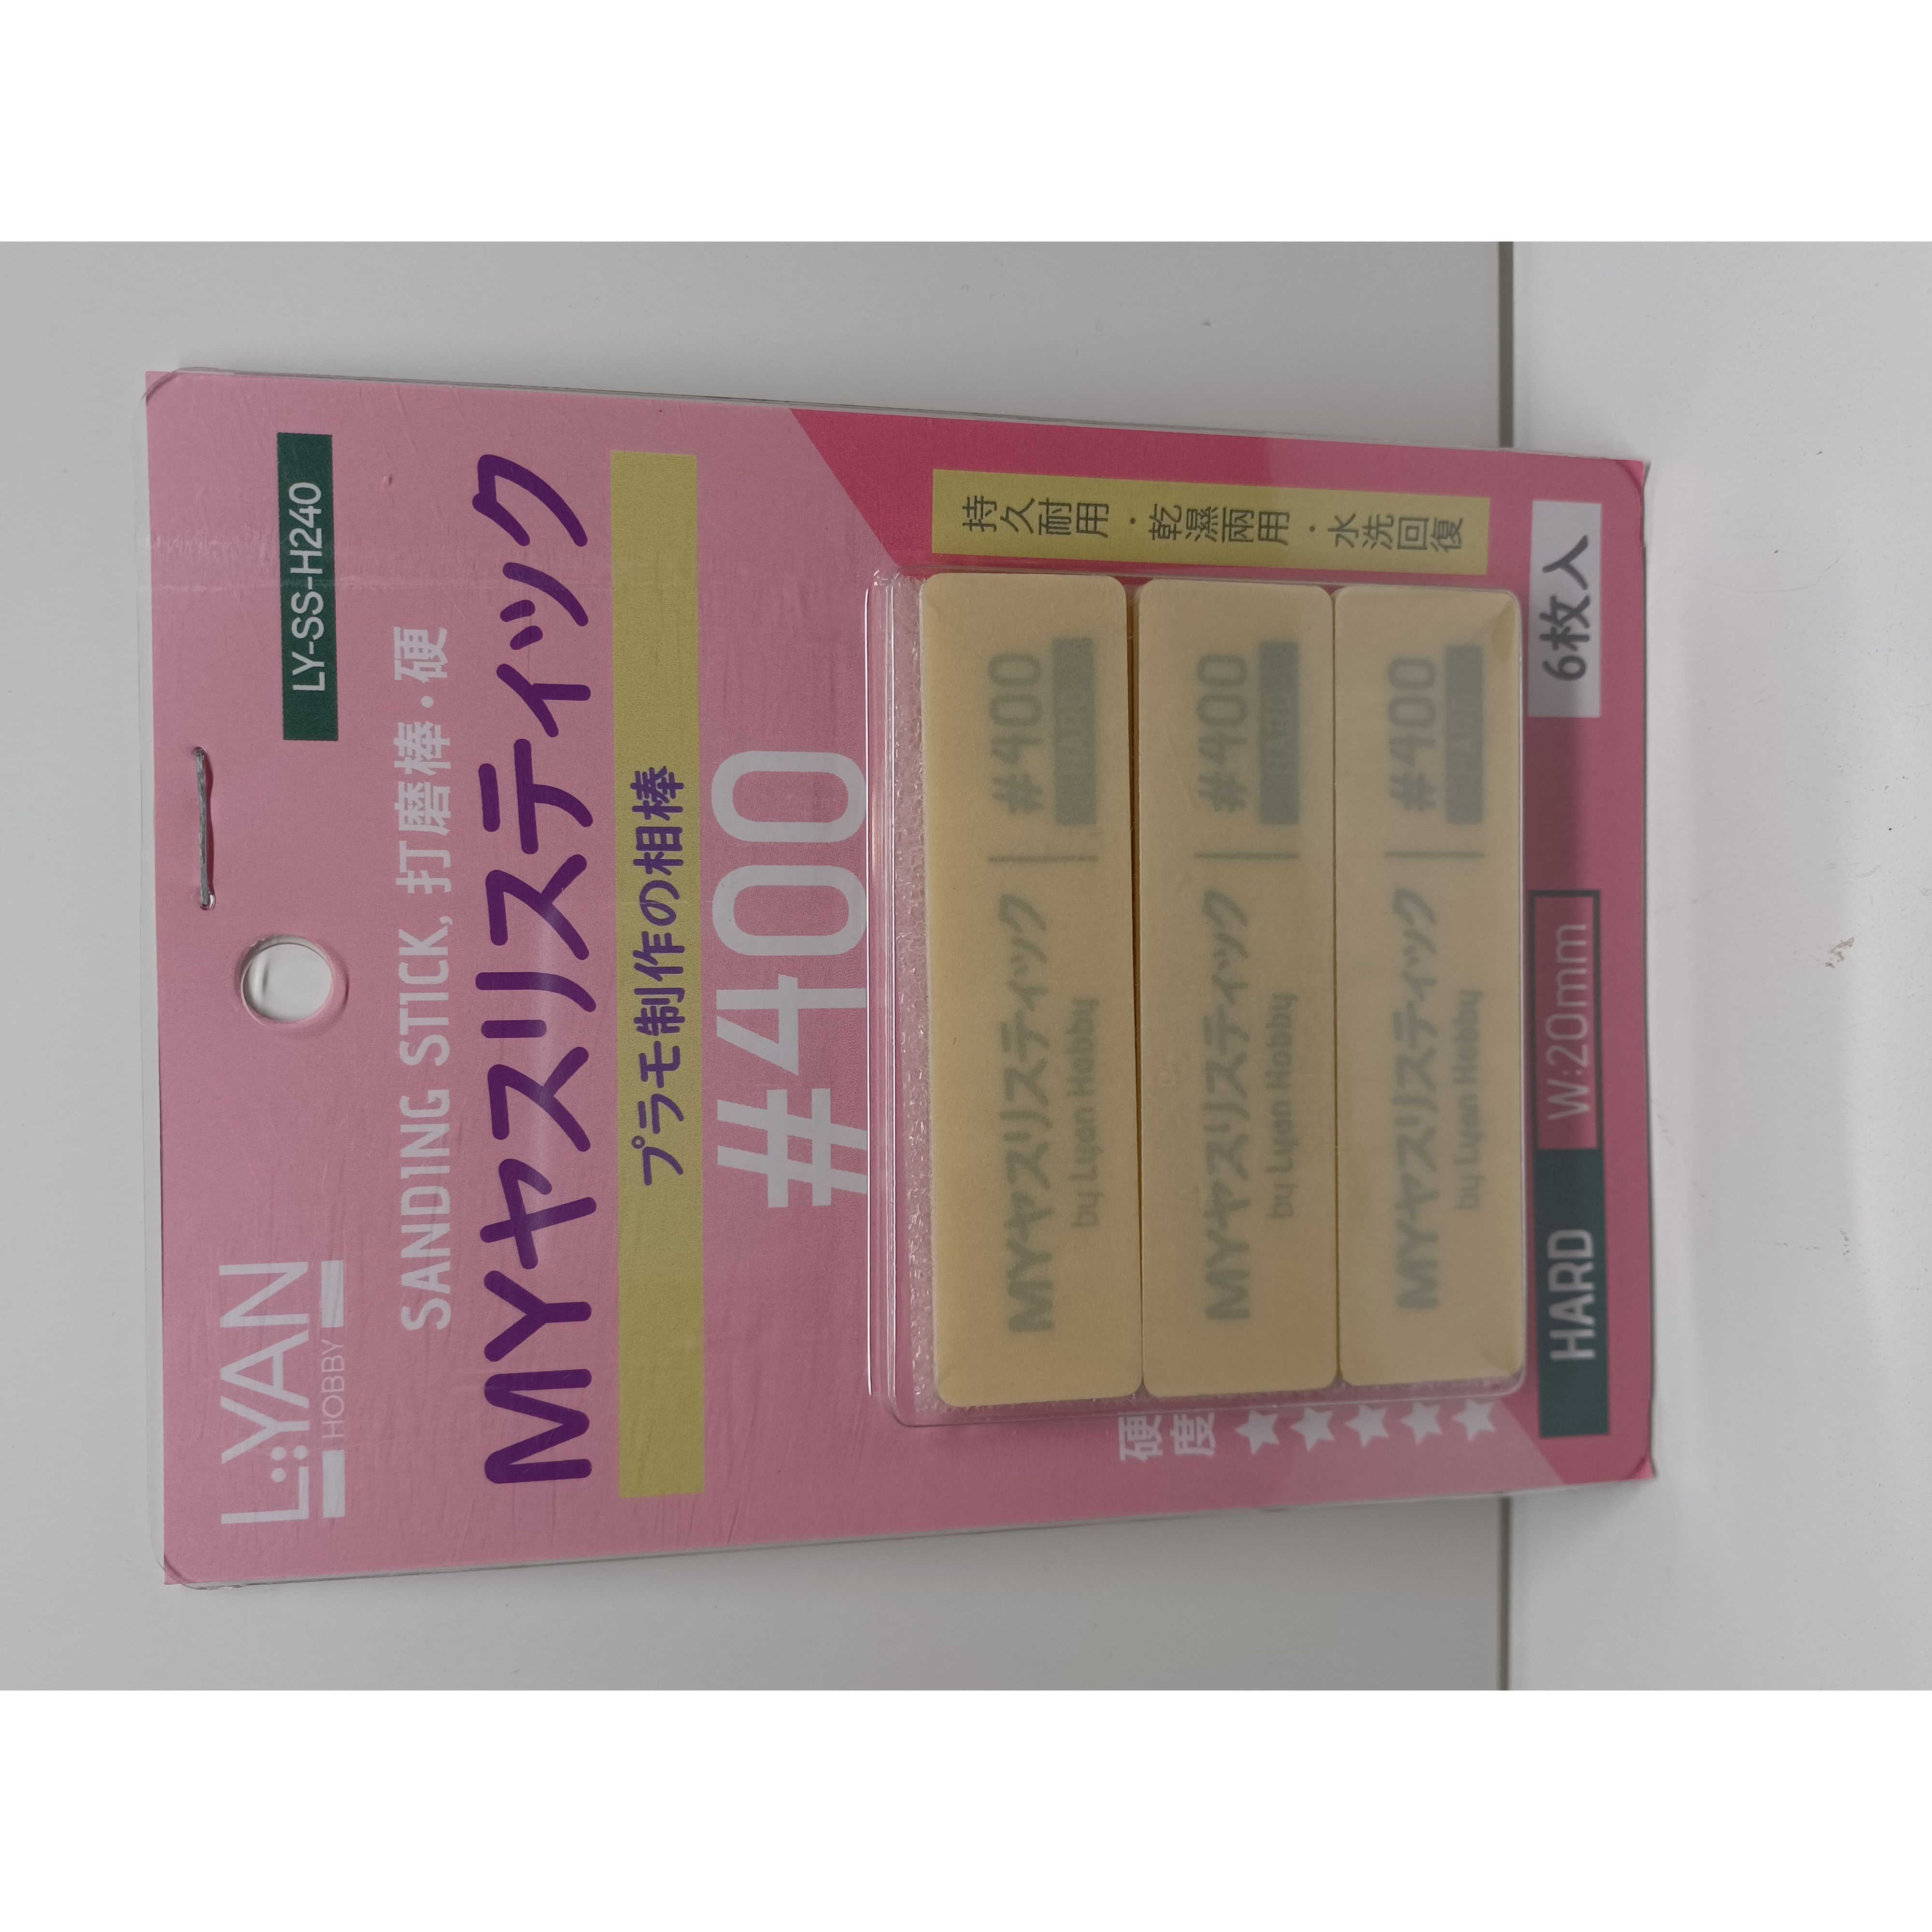 L::YAN
HOBBY
LY-SS-H240
SANDING STICK, 打磨棒·硬
MYヤスリスティック
プラモ制作の相棒
#400
MYヤスリスティック | #400
by Lyan Hobby HARD
MYヤスリスティック | #400
by Lyan Hobby HARD
MYヤスリスティック | #400
by Lyan Hobby HARD
持久耐用·乾濕兩用·水洗回復
硬度
★★★★★
HARD W:20mm 6枚入